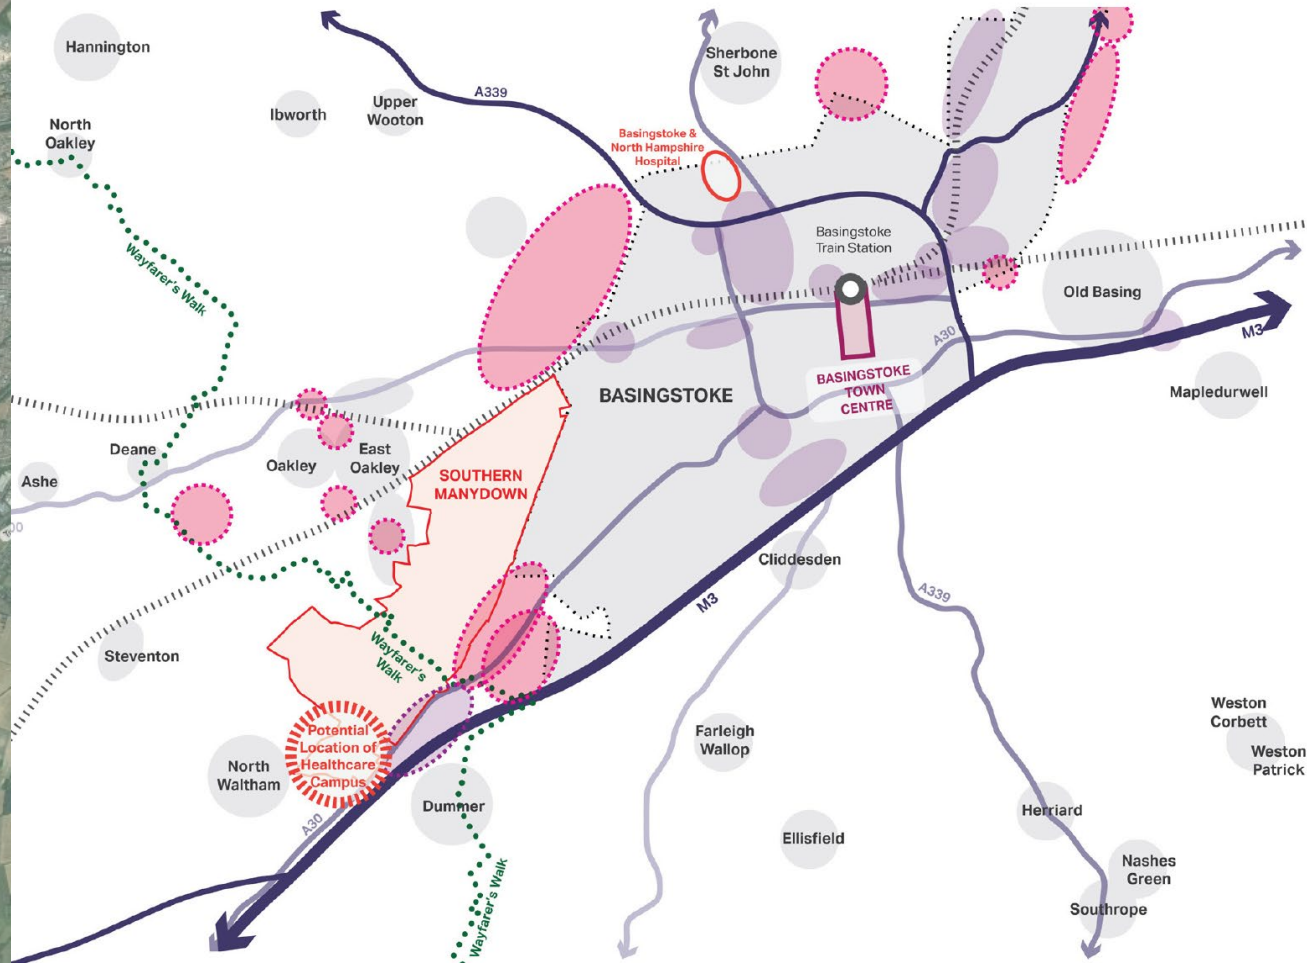 Hannington
North
Oakley
Ibworth
Upper
Wooton
A339
Sherbone
St John
Basingstoke &
North Hampshire
Hospital
Wayfarer's Walk
Basingstoke
Train Station
Old Basing
M3
A30
Mapledurwell
BASINGSTOKE
BASINGSTOKE
TOWN
CENTRE
Deane
Ashe
Oakley
East
Oakley
SOUTHERN
MANYDOWN
Cliddesden
M3
A339
Steventon
Wayfarer's
Walk
Potential
Location of
Healthcare
Campus
North
Waltham
A30
Dummer
Farleigh
Wallop
Weston
Corbett
Weston
Patrick
Ellisfield
Herriard
Nashes
Green
Southrope
Wayfarer's Walk